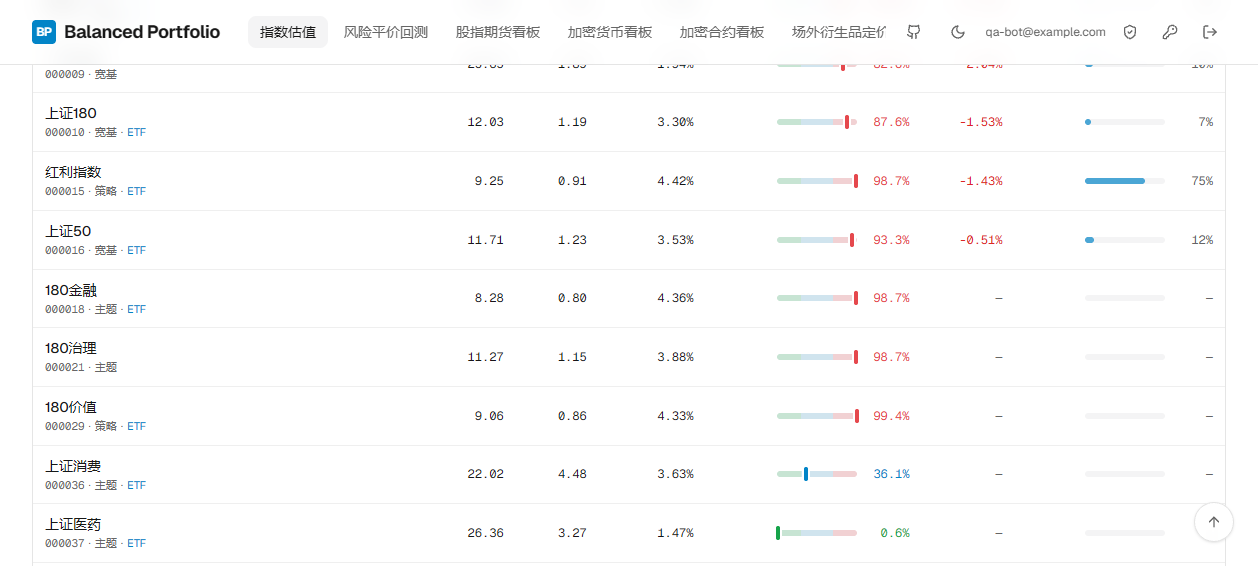 BP Balanced Portfolio 指数估值 风险平价回测 股指期货看板 加密货币看板 加密合约看板 场外衍生品定价 qa-bot@example.com
000009 · 宽基
上证180
000010 · 宽基 · ETF
12.03 1.19 3.30% 87.6% -1.53% 7%
红利指数
000015 · 策略 · ETF
9.25 0.91 4.42% 98.7% -1.43% 75%
上证50
000016 · 宽基 · ETF
11.71 1.23 3.53% 93.3% -0.51% 12%
180金融
000018 · 主题 · ETF
8.28 0.80 4.36% 98.7% — —
180治理
000021 · 主题
11.27 1.15 3.88% 98.7% — —
180价值
000029 · 策略 · ETF
9.06 0.86 4.33% 99.4% — —
上证消费
000036 · 主题 · ETF
22.02 4.48 3.63% 36.1% — —
上证医药
000037 · 主题 · ETF
26.36 3.27 1.47% 0.6% — —